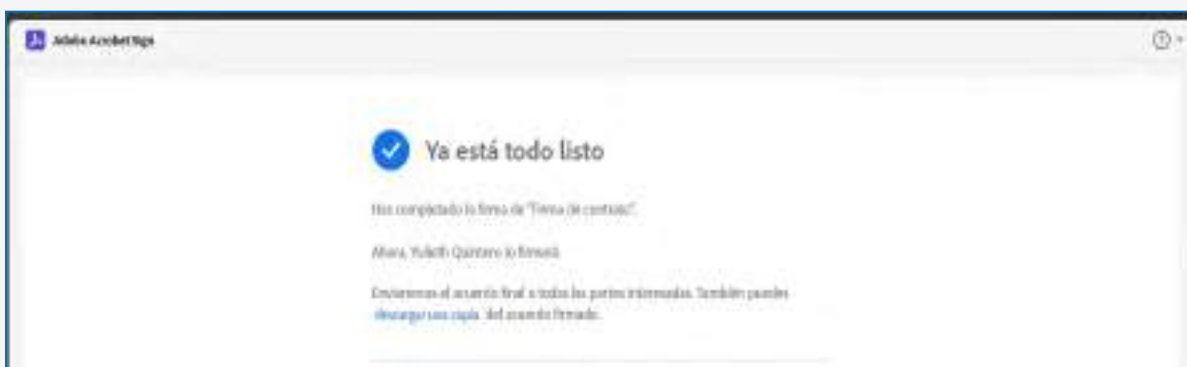 Adobe Acrobat Sign
Ya está todo listo
Has completado la firma de "Firma de contrato".
Ahora, Yulieth Quintero lo firmará.
Enviaremos el acuerdo final a todas las partes interesadas. También puedes
descargar una copia del acuerdo firmado.